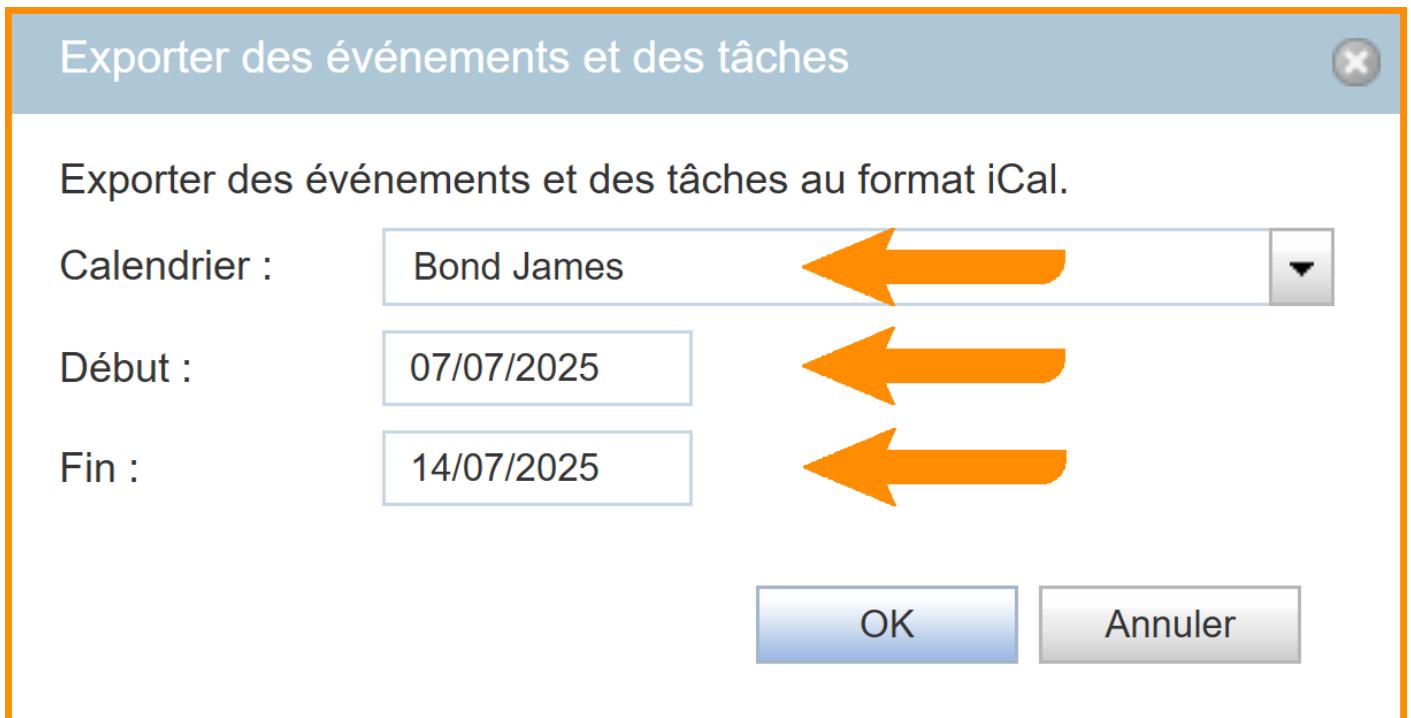 Exporter des événements et des tâches
Exporter des événements et des tâches au format iCal.
Calendrier : Bond James
Début : 07/07/2025
Fin : 14/07/2025
OK Annuler